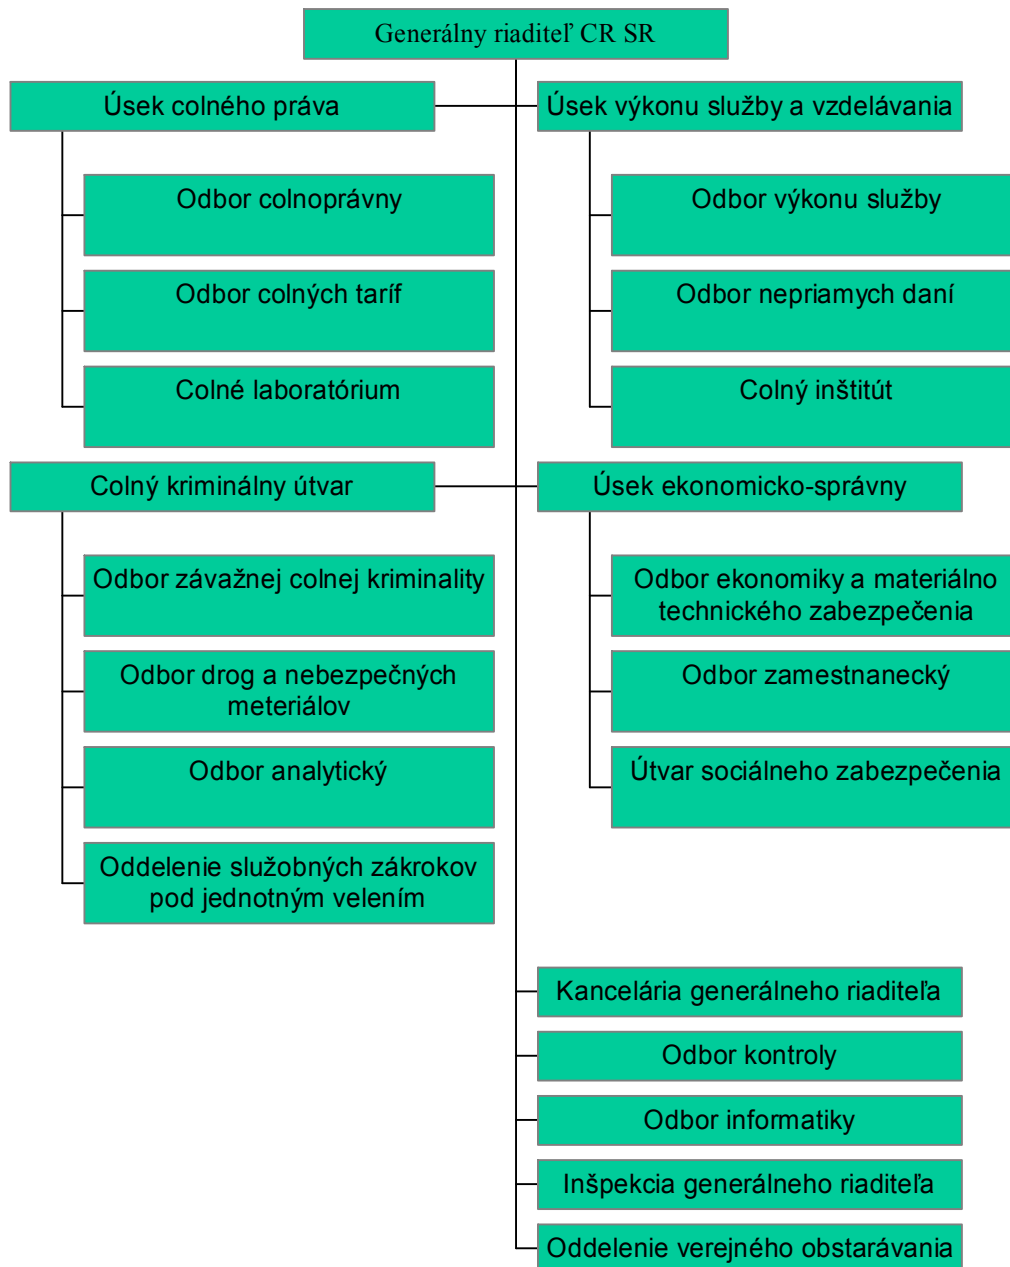 Generálny riaditeľ CR SR
Úsek colného práva
Odbor colnoprávny
Odbor colných taríf
Colné laboratórium
Úsek výkonu služby a vzdelávania
Odbor výkonu služby
Odbor nepriamych daní
Colný inštitút
Colný kriminálny útvar
Odbor závažnej colnej kriminality
Odbor drog a nebezpečných
meteriálov
Odbor analytický
Oddelenie služobných zákrokov
pod jednotným velením
Úsek ekonomicko-správny
Odbor ekonomiky a materiálno
technického zabezpečenia
Odbor zamestnanecký
Útvar sociálneho zabezpečenia
Kancelária generálneho riaditeľa
Odbor kontroly
Odbor informatiky
Inšpekcia generálneho riaditeľa
Oddelenie verejného obstarávania